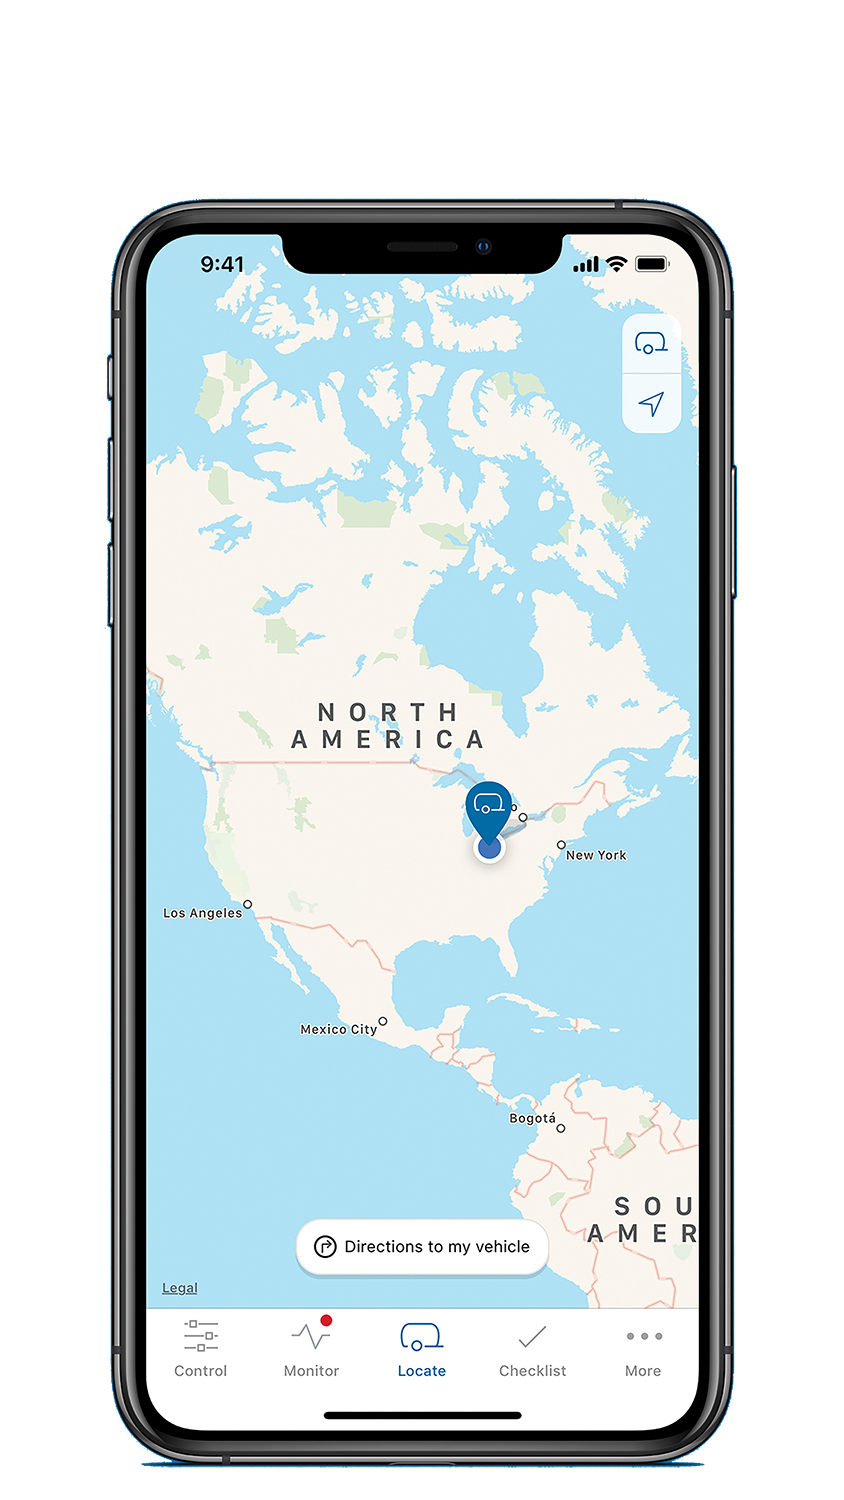 9:41
NORTH
AMERICA
New York
Los Angeles
Mexico City
Bogotá
SOU
AMER
Directions to my vehicle
Legal
Control
Monitor
Locate
Checklist
More